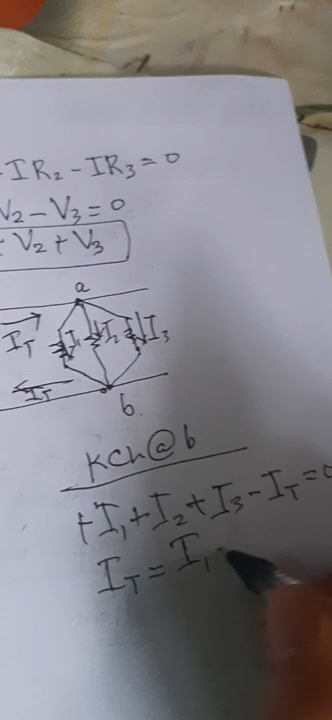 -IR₂-IR₃=0
V₂-V₃=0
V₂+V₃
a
I_T
I₁ I₂ I₃
I_T
b.
KCL@b
+I₁+I₂+I₃-I_T=0
I_T=I₁